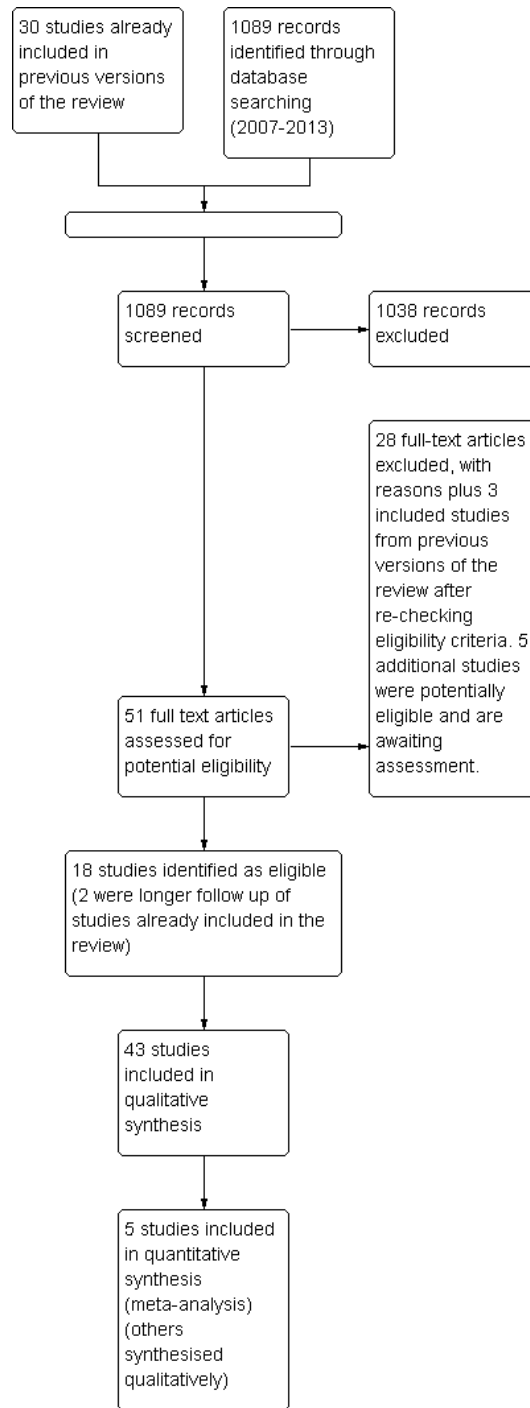 30 studies already
included in
previous versions
of the review
1089 records
identified through
database
searching
(2007-2013)
1089 records
screened
1038 records
excluded
28 full-text articles
excluded, with
reasons plus 3
included studies
from previous
versions of the
review after
re-checking
eligibility criteria. 5
additional studies
were potentially
eligible and are
awaiting
assessment.
51 full text articles
assessed for
potential eligibility
18 studies identified as eligible
(2 were longer follow up of
studies already included in the
review)
43 studies
included in
qualitative
synthesis
5 studies included
in quantitative
synthesis
(meta-analysis)
(others
synthesised
qualitatively)